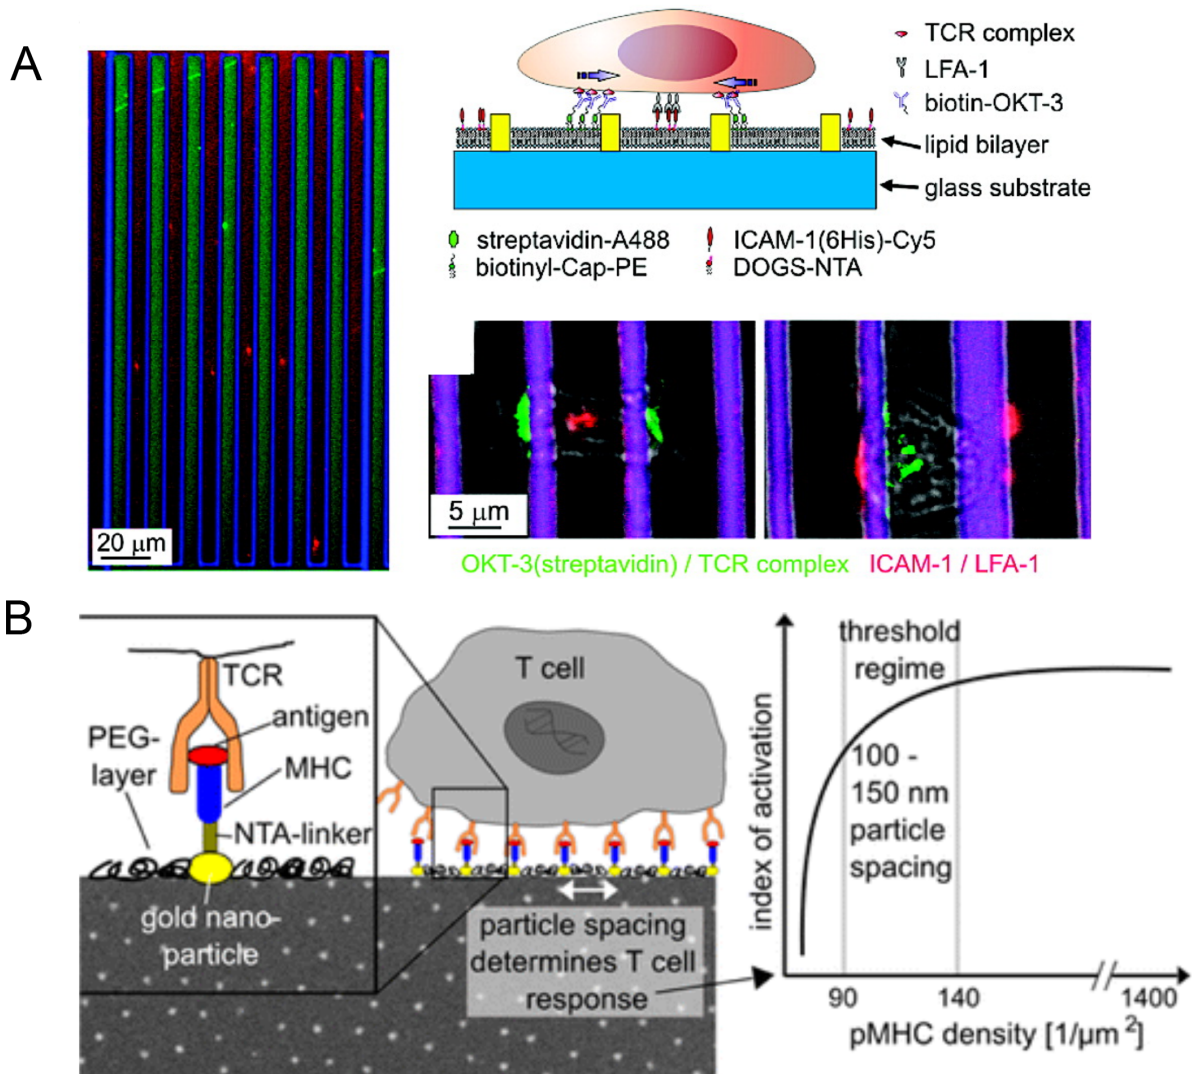 A
TCR complex
LFA-1
biotin-OKT-3
lipid bilayer
glass substrate
streptavidin-A488
biotinyl-Cap-PE
ICAM-1(6His)-Cy5
DOGS-NTA
20 μm
5 μm
OKT-3(streptavidin) / TCR complex ICAM-1 / LFA-1
B
TCR
antigen
PEG-
layer
MHC
NTA-linker
gold nano-
particle
T cell
particle spacing
determines T cell
response
threshold
regime
100 -
150 nm
particle
spacing
index of activation
90 140 1400
pMHC density [1/μm²]